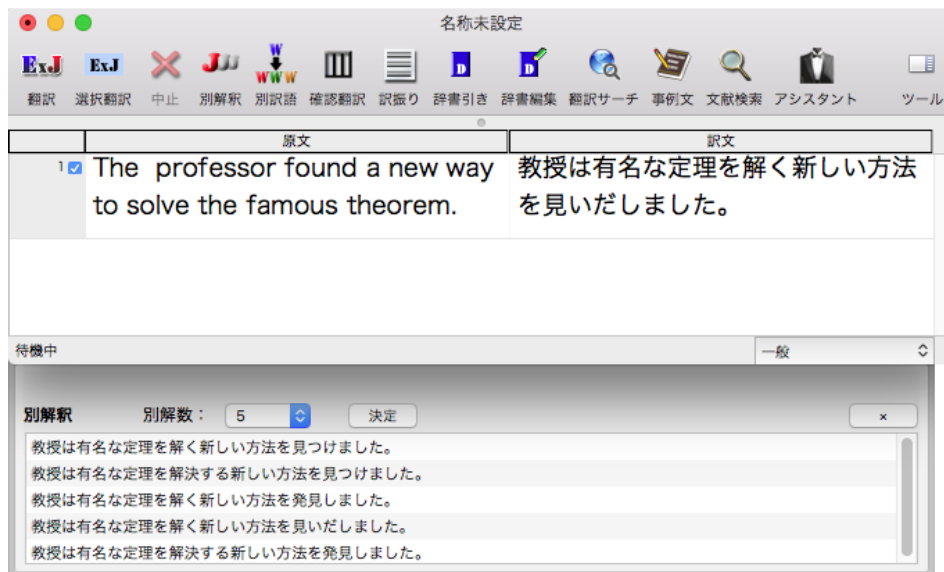 名称未設定
ExJ ExJ JJJ W WWW D D
翻訳 選択翻訳 中止 別解釈 別訳語 確認翻訳 訳振り 辞書引き 辞書編集 翻訳サーチ 事例文 文献検索 アシスタント ツール
原文 訳文
1 The professor found a new way 教授は有名な定理を解く新しい方法
to solve the famous theorem. を見いだしました。
待機中 一般
別解釈 別解数： 5 決定 ×
教授は有名な定理を解く新しい方法を見つけました。
教授は有名な定理を解決する新しい方法を見つけました。
教授は有名な定理を解く新しい方法を発見しました。
教授は有名な定理を解く新しい方法を見いだしました。
教授は有名な定理を解決する新しい方法を発見しました。